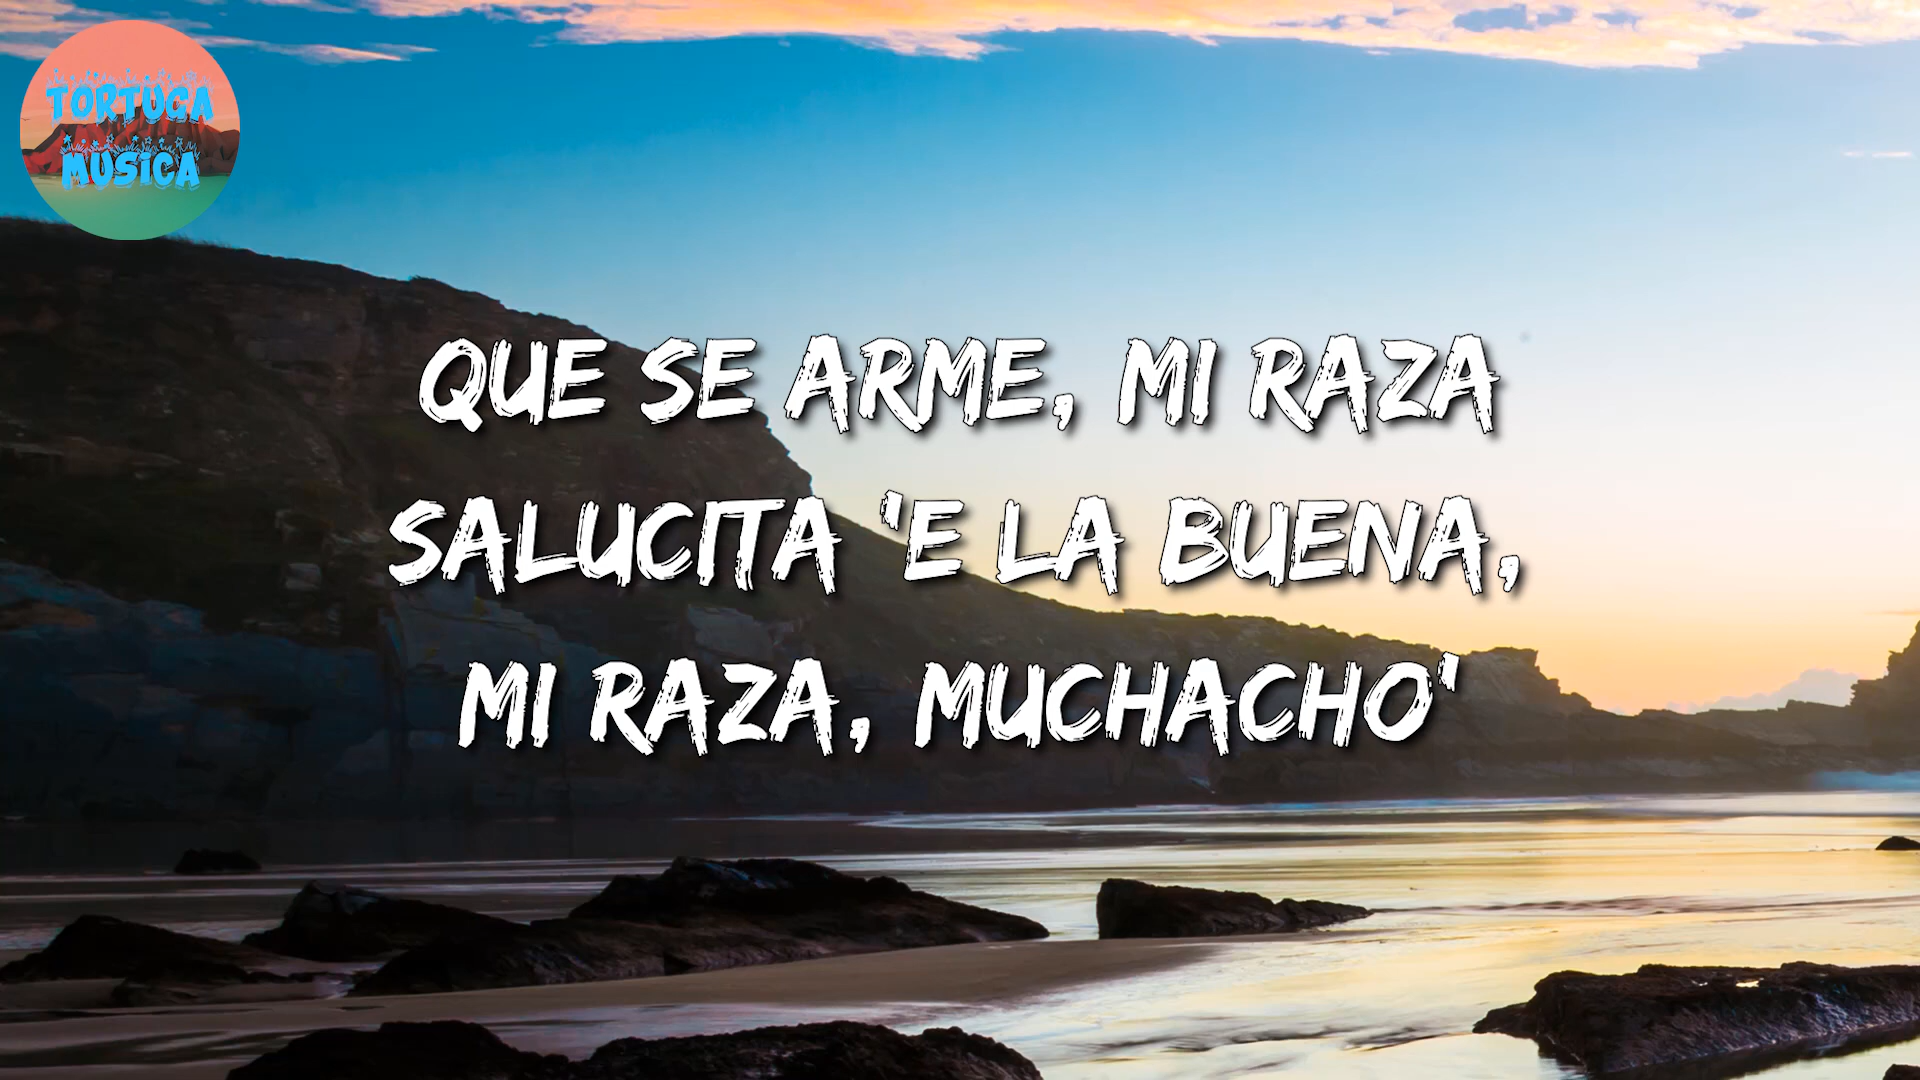 TORTUGA
MUSICA
QUE SE ARME, MI RAZA
SALUCITA 'E LA BUENA,
MI RAZA, MUCHACHO'